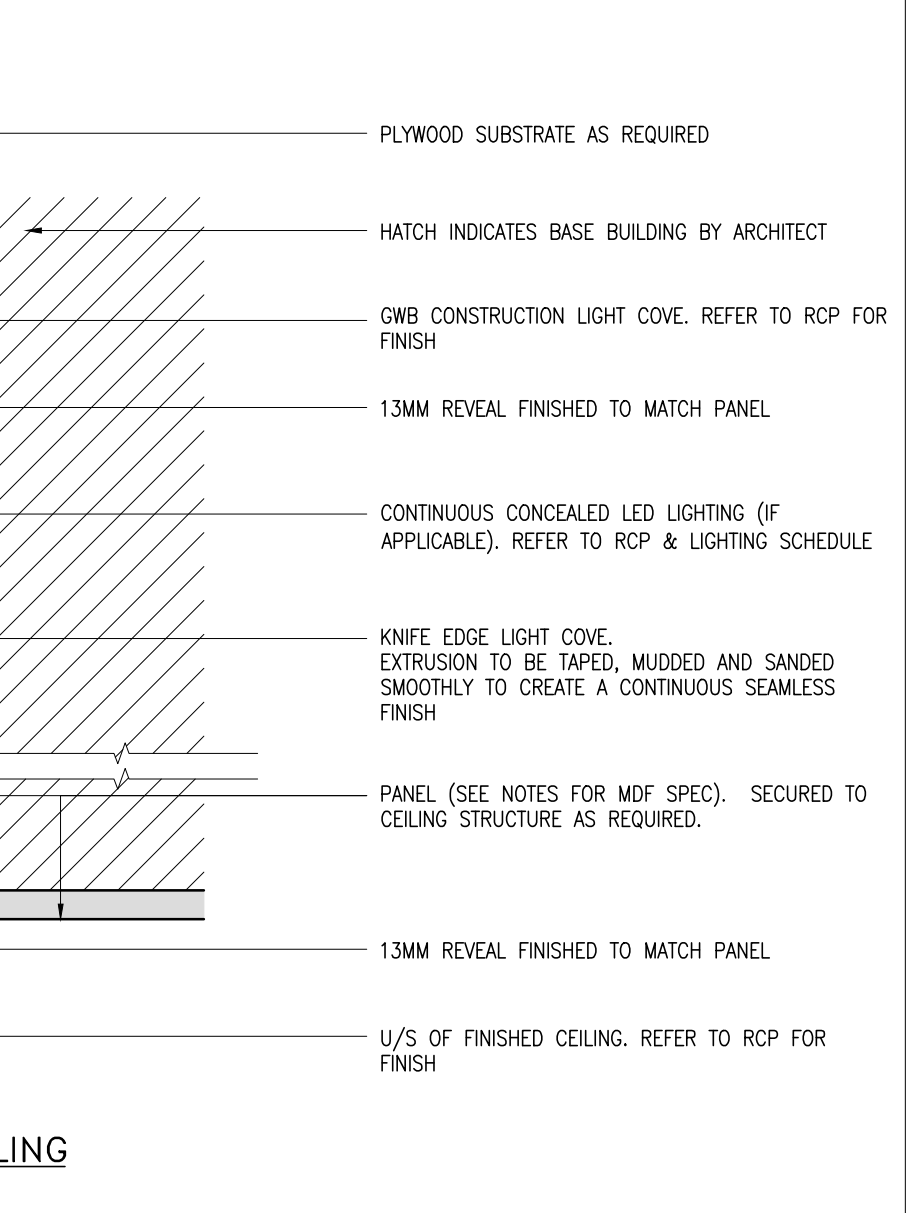 PLYWOOD SUBSTRATE AS REQUIRED
HATCH INDICATES BASE BUILDING BY ARCHITECT
GWB CONSTRUCTION LIGHT COVE. REFER TO RCP FOR
FINISH
13MM REVEAL FINISHED TO MATCH PANEL
CONTINUOUS CONCEALED LED LIGHTING (IF
APPLICABLE). REFER TO RCP & LIGHTING SCHEDULE
KNIFE EDGE LIGHT COVE.
EXTRUSION TO BE TAPED, MUDDED AND SANDED
SMOOTHLY TO CREATE A CONTINUOUS SEAMLESS
FINISH
PANEL (SEE NOTES FOR MDF SPEC). SECURED TO
CEILING STRUCTURE AS REQUIRED.
13MM REVEAL FINISHED TO MATCH PANEL
U/S OF FINISHED CEILING. REFER TO RCP FOR
FINISH
LING